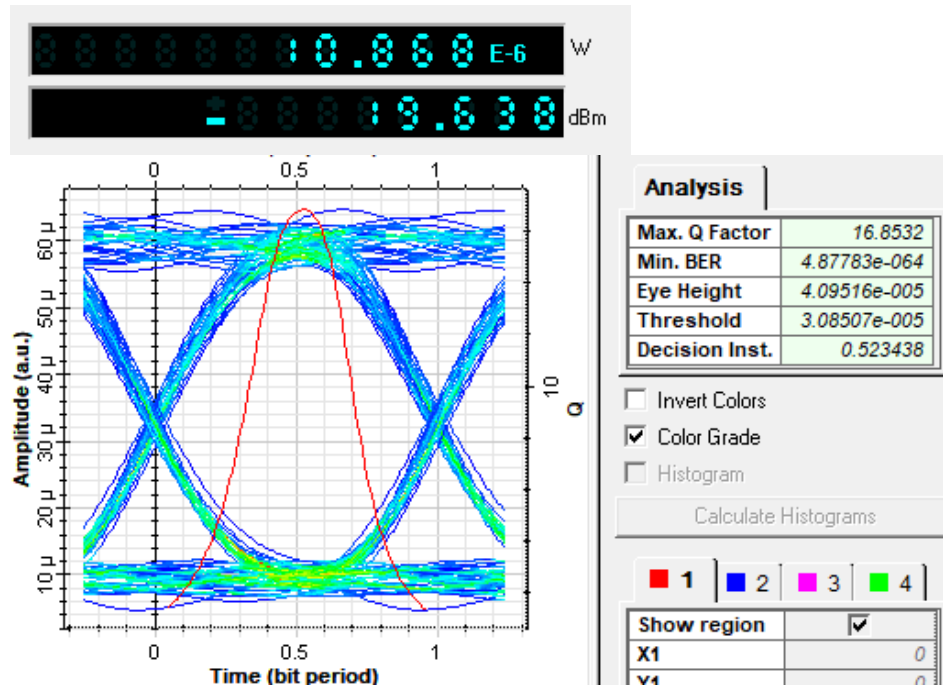 10.868 E-6 W
-19.638 dBm
0 0.5 1
Analysis
Max. Q Factor 16.8532
Min. BER 4.87783e-064
Eye Height 4.09516e-005
Threshold 3.08507e-005
Decision Inst. 0.523438
Invert Colors
Color Grade
Histogram
Calculate Histograms
1 2 3 4
Show region
X1 0
Y1 0
Amplitude (a.u.)
60 µ
50 µ
40 µ
30 µ
20 µ
10 µ
10
Q
0 0.5 1
Time (bit period)